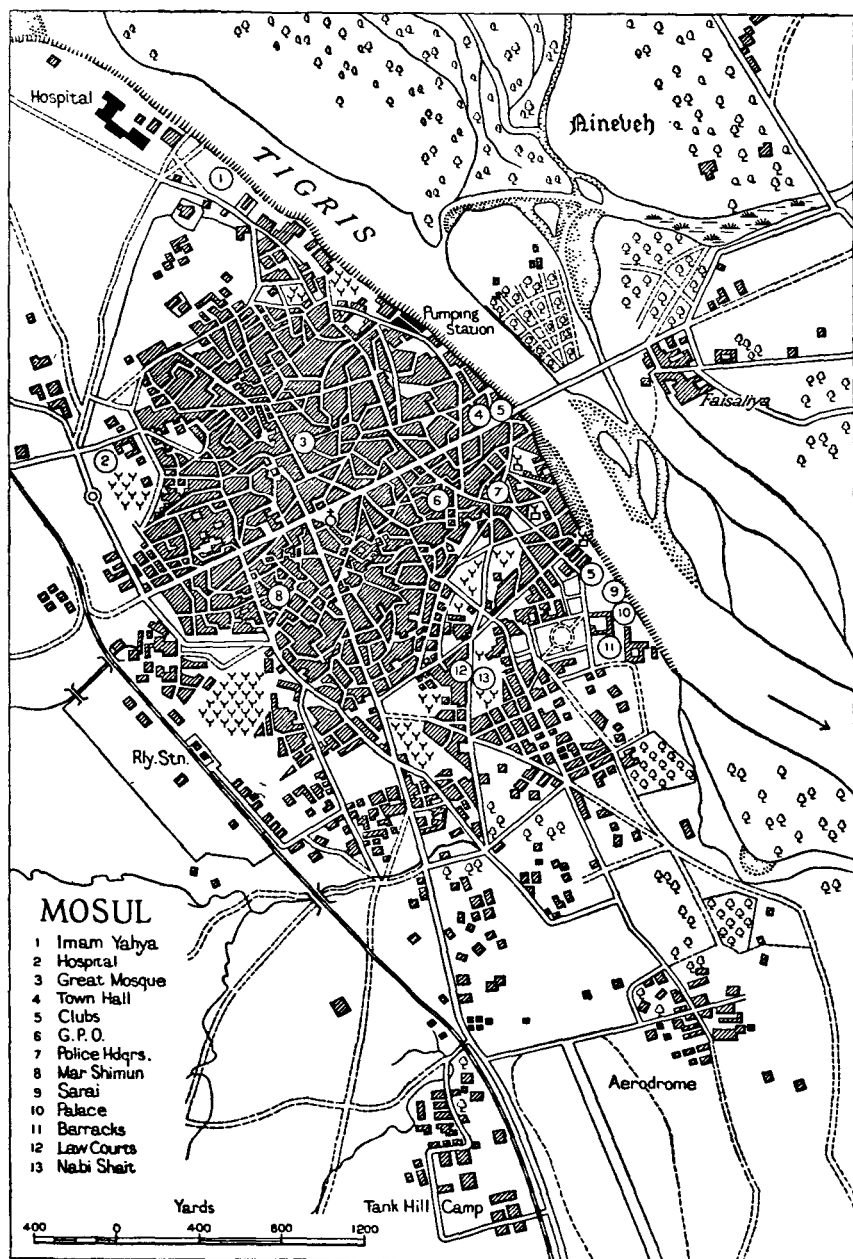 Hospital
Nineveh
TIGRIS
1
Pumping
Station
4
5
Faisaliya
3
2
6
7
5
8
9
10
11
12
13
Rly. Stn.
MOSUL
1 Imam Yahya
2 Hospital
3 Great Mosque
4 Town Hall
5 Clubs
6 G.P.O.
7 Police Hdqrs.
8 Mar Shimun
9 Sarai
10 Palace
11 Barracks
12 Law Courts
13 Nabi Shait
Aerodrome
Tank Hill Camp
Yards
400 0 400 800 1200